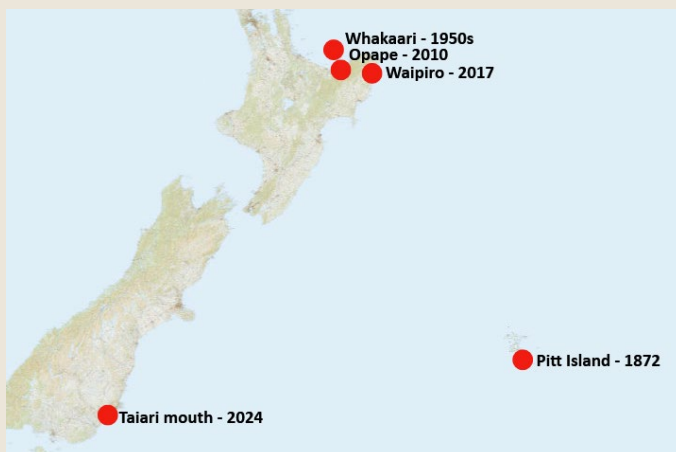 Whakaari - 1950s
Opape - 2010
Waipiro - 2017
Pitt Island - 1872
Taiari mouth - 2024